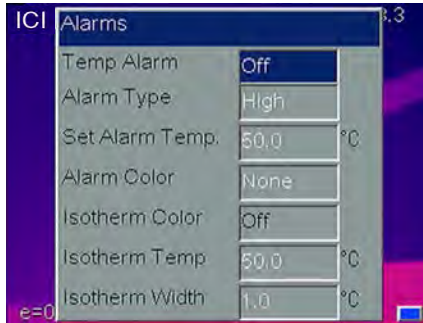 ICI
Alarms
.3
Temp Alarm Off
Alarm Type High
Set Alarm Temp. 50.0 °C
Alarm Color None
Isotherm Color Off
Isotherm Temp 50.0 °C
Isotherm Width 1.0 °C
e=0